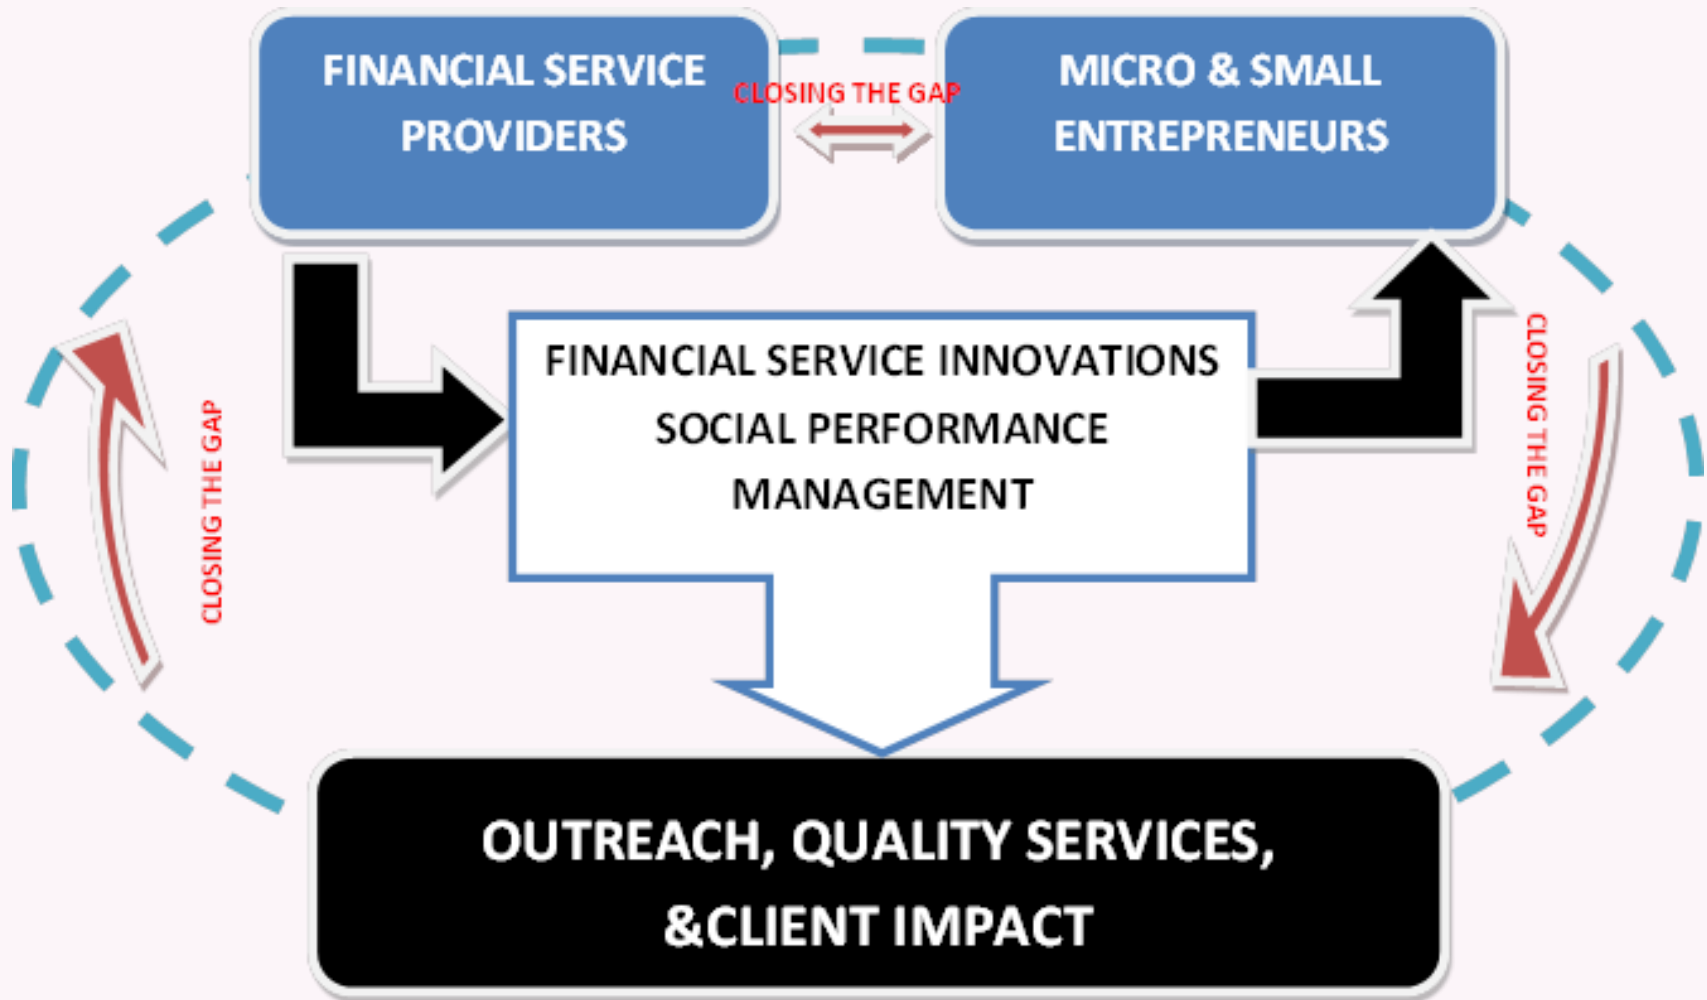 FINANCIAL SERVICE
PROVIDERS
CLOSING THE GAP
MICRO & SMALL
ENTREPRENEURS
FINANCIAL SERVICE INNOVATIONS
SOCIAL PERFORMANCE
MANAGEMENT
CLOSING THE GAP
CLOSING THE GAP
OUTREACH, QUALITY SERVICES,
&CLIENT IMPACT